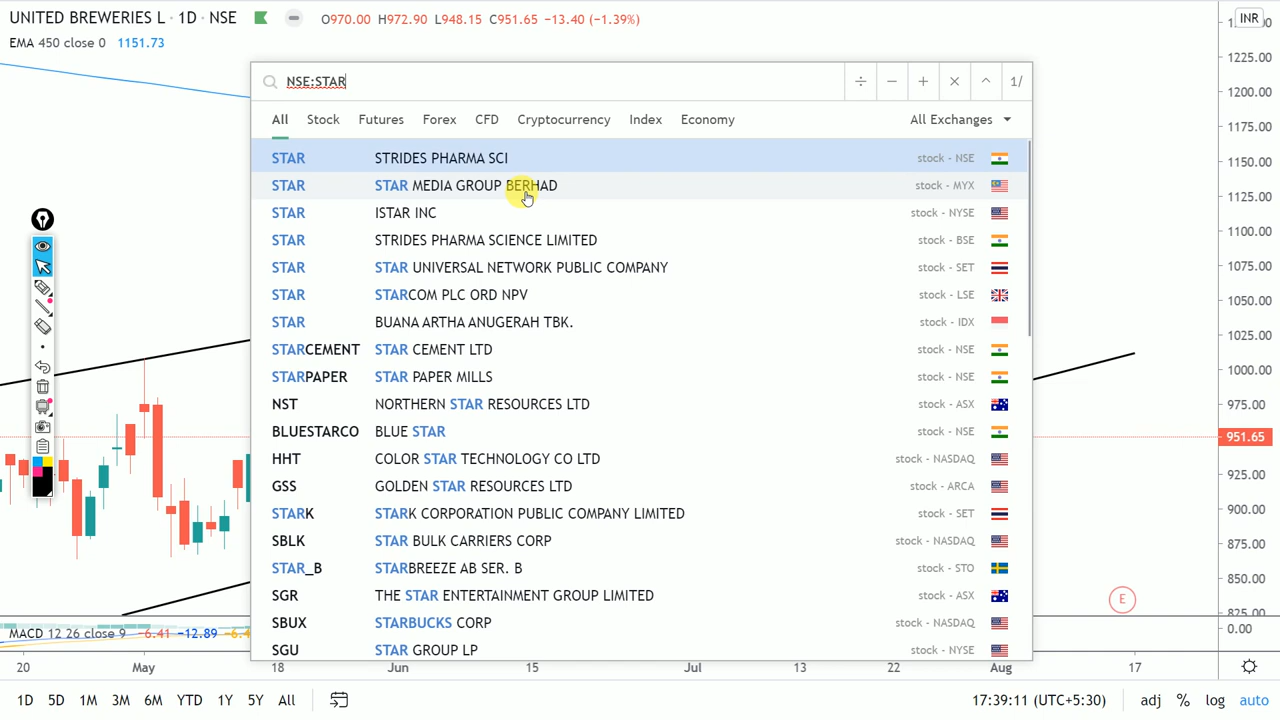 UNITED BREWERIES L · 1D · NSE O970.00 H972.90 L948.15 C951.65 −13.40 (−1.39%) INR
EMA 450 close 0 1151.73
NSE:STAR ÷ − + × ^ 1/
All Stock Futures Forex CFD Cryptocurrency Index Economy All Exchanges
STAR STRIDES PHARMA SCI stock - NSE
STAR STAR MEDIA GROUP BERHAD stock - MYX
STAR ISTAR INC stock - NYSE
STAR STRIDES PHARMA SCIENCE LIMITED stock - BSE
STAR STAR UNIVERSAL NETWORK PUBLIC COMPANY stock - SET
STAR STARCOM PLC ORD NPV stock - LSE
STAR BUANA ARTHA ANUGERAH TBK. stock - IDX
STARCEMENT STAR CEMENT LTD stock - NSE
STARPAPER STAR PAPER MILLS stock - NSE
NST NORTHERN STAR RESOURCES LTD stock - ASX
BLUESTARCO BLUE STAR stock - NSE
HHT COLOR STAR TECHNOLOGY CO LTD stock - NASDAQ
GSS GOLDEN STAR RESOURCES LTD stock - ARCA
STARK STARK CORPORATION PUBLIC COMPANY LIMITED stock - SET
SBLK STAR BULK CARRIERS CORP stock - NASDAQ
STAR_B STARBREEZE AB SER. B stock - STO
SGR THE STAR ENTERTAINMENT GROUP LIMITED stock - ASX
SBUX STARBUCKS CORP stock - NASDAQ
SGU STAR GROUP LP stock - NYSE
1225.00
1200.00
1175.00
1150.00
1125.00
1100.00
1075.00
1050.00
1025.00
1000.00
975.00
951.65
925.00
900.00
875.00
850.00
825.00
0.00
E
MACD 12 26 close 9 −6.41 −12.89
20 May 18 Jun 15 Jul 13 22 Aug 17
1D 5D 1M 3M 6M YTD 1Y 5Y All 17:39:11 (UTC+5:30) adj % log auto